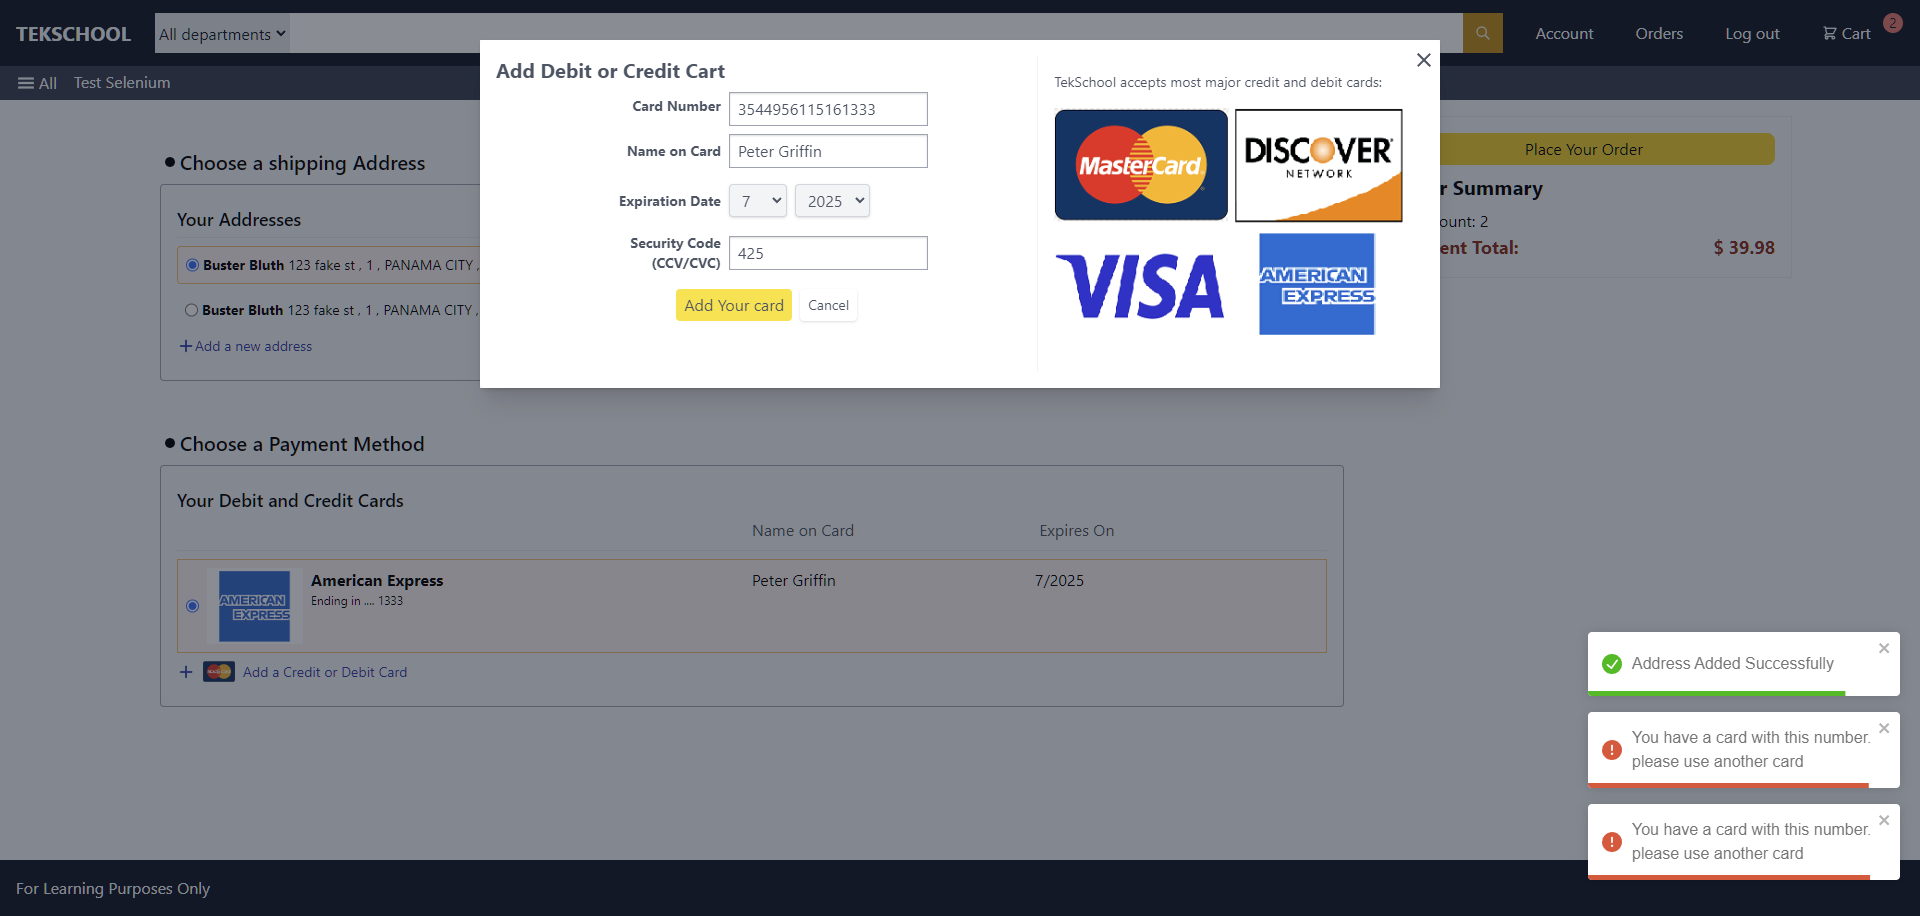 TEKSCHOOL
All departments
Account
Orders
Log out
Cart
2
All
Test Selenium
Add Debit or Credit Cart
Card Number
3544956115161333
Name on Card
Peter Griffin
Expiration Date
7
2025
Security Code
(CCV/CVC)
425
Add Your card
Cancel
TekSchool accepts most major credit and debit cards:
MasterCard
DISCOVER
NETWORK
VISA
AMERICAN
EXPRESS
Choose a shipping Address
Your Addresses
Buster Bluth 123 fake st , 1 , PANAMA CITY ,
Buster Bluth 123 fake st , 1 , PANAMA CITY ,
Add a new address
Place Your Order
r Summary
ount: 2
ent Total:
$ 39.98
Choose a Payment Method
Your Debit and Credit Cards
Name on Card
Expires On
AMERICAN
EXPRESS
American Express
Ending in .... 1333
Peter Griffin
7/2025
MasterCard
Add a Credit or Debit Card
Address Added Successfully
You have a card with this number.
please use another card
You have a card with this number.
please use another card
For Learning Purposes Only